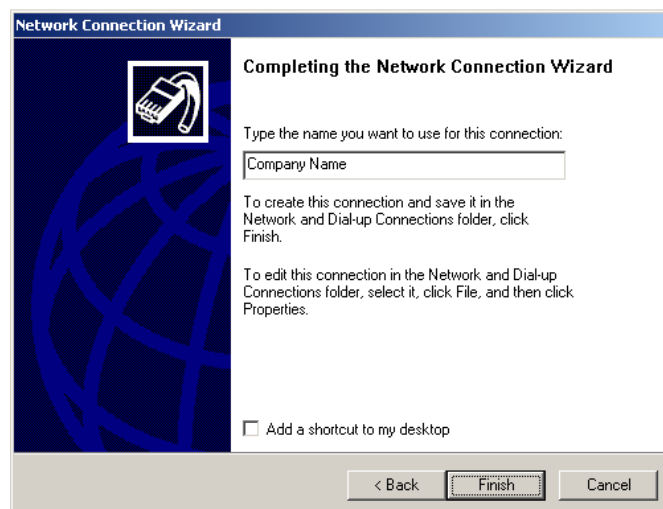 Network Connection Wizard
Completing the Network Connection Wizard
Type the name you want to use for this connection:
Company Name
To create this connection and save it in the
Network and Dial-up Connections folder, click
Finish.
To edit this connection in the Network and Dial-up
Connections folder, select it, click File, and then click
Properties.
Add a shortcut to my desktop
< Back
Finish
Cancel